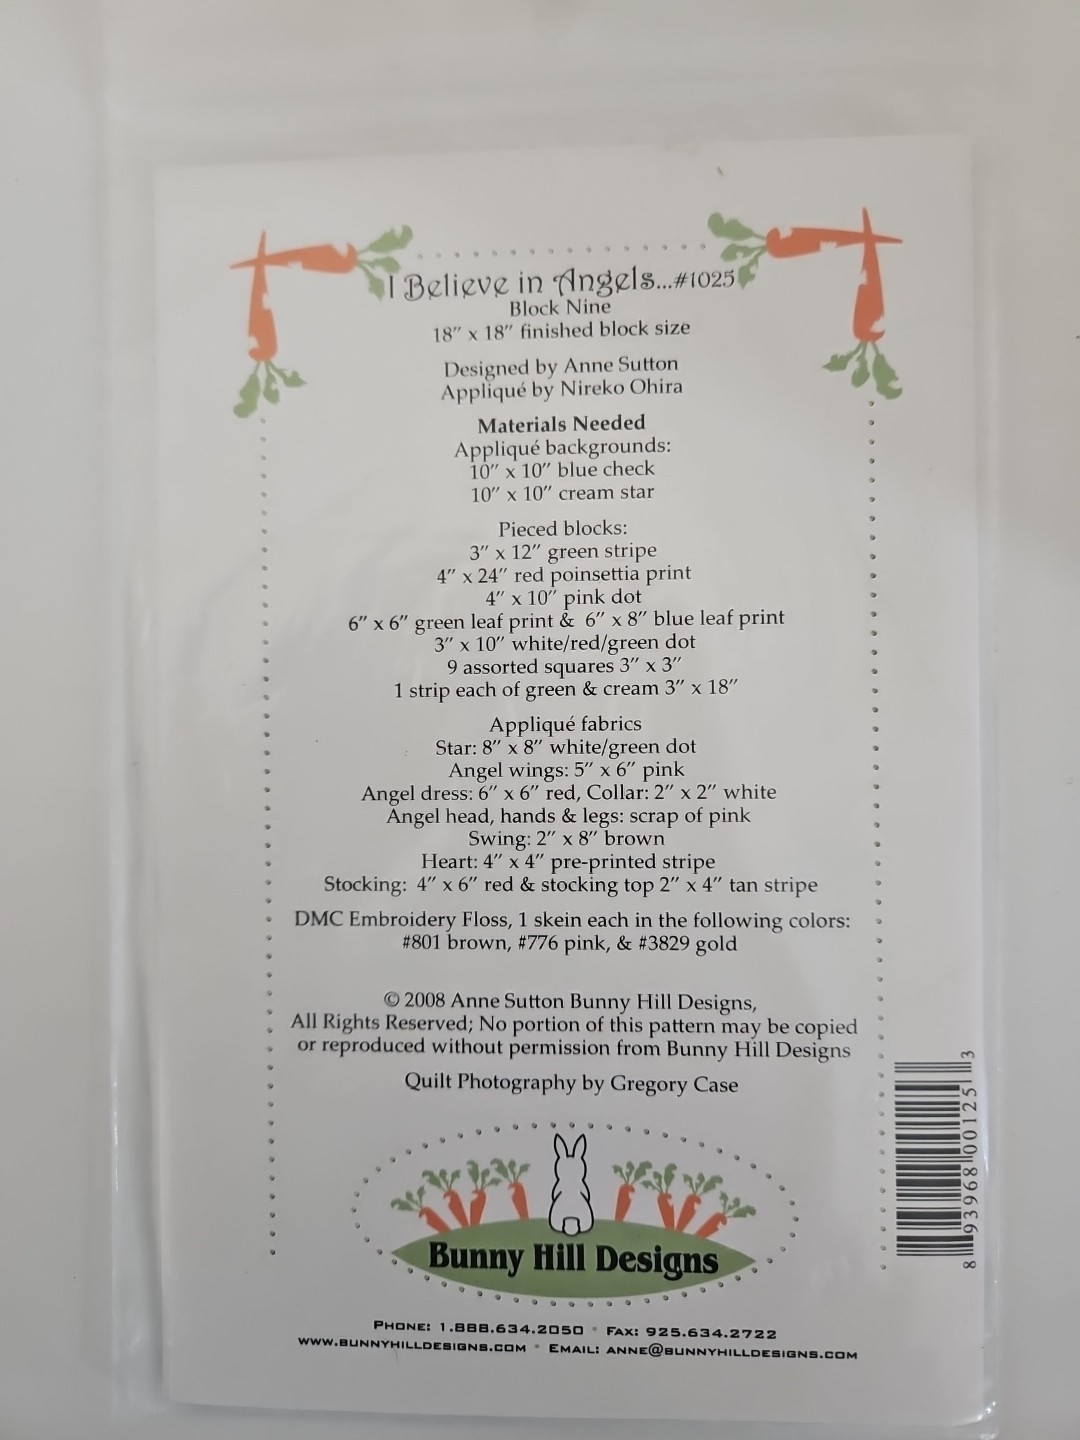 I Believe in Angels...#1025
Block Nine
18" x 18" finished block size
Designed by Anne Sutton
Appliqué by Nireko Ohira
Materials Needed
Appliqué backgrounds:
10" x 10" blue check
10" x 10" cream star
Pieced blocks:
3" x 12" green stripe
4" x 24" red poinsettia print
4" x 10" pink dot
6" x 6" green leaf print & 6" x 8" blue leaf print
3" x 10" white/red/green dot
9 assorted squares 3" x 3"
1 strip each of green & cream 3" x 18"
Appliqué fabrics
Star: 8" x 8" white/green dot
Angel wings: 5" x 6" pink
Angel dress: 6" x 6" red, Collar: 2" x 2" white
Angel head, hands & legs: scrap of pink
Swing: 2" x 8" brown
Heart: 4" x 4" pre-printed stripe
Stocking: 4" x 6" red & stocking top 2" x 4" tan stripe
DMC Embroidery Floss, 1 skein each in the following colors:
#801 brown, #776 pink, & #3829 gold
© 2008 Anne Sutton Bunny Hill Designs,
All Rights Reserved; No portion of this pattern may be copied
or reproduced without permission from Bunny Hill Designs
Quilt Photography by Gregory Case
Bunny Hill Designs
PHONE: 1.888.634.2050 • FAX: 925.634.2722
WWW.BUNNYHILLDESIGNS.COM • EMAIL: ANNE@BUNNYHILLDESIGNS.COM
8 93968 00125 3